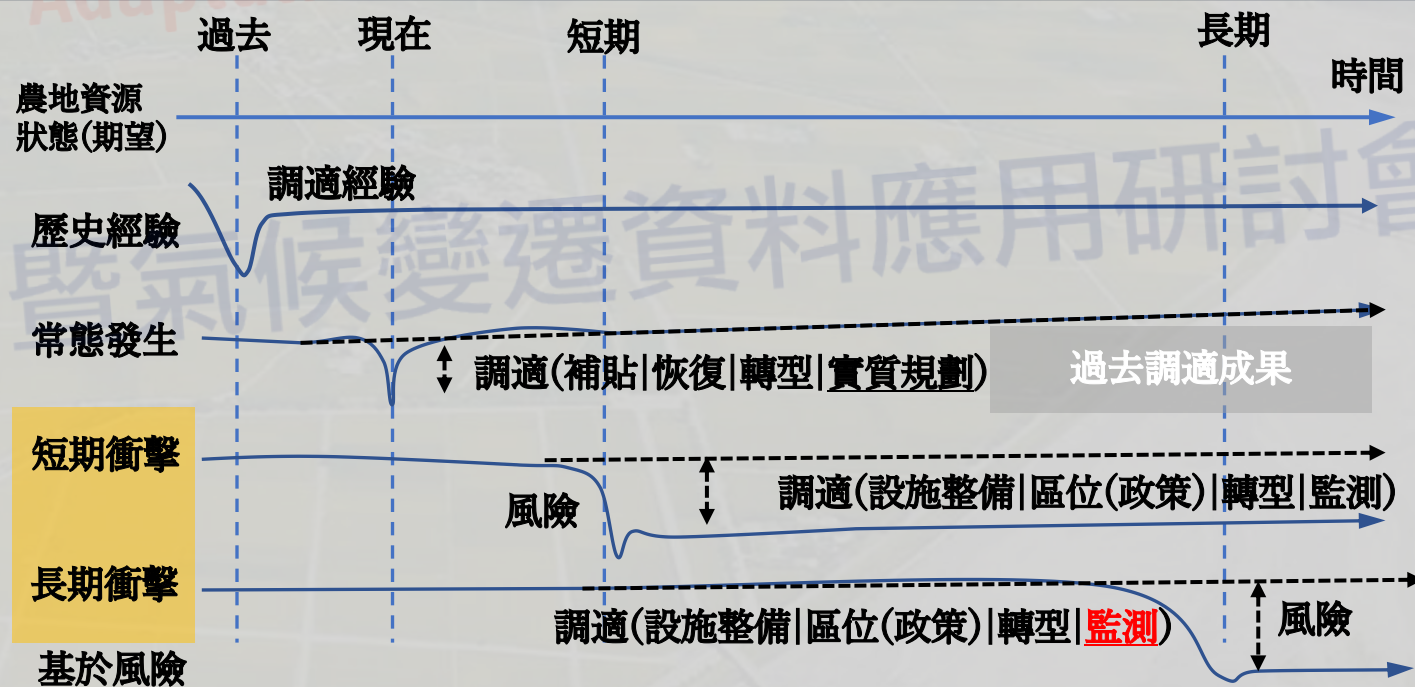 Adapt
過去
現在
短期
長期
時間
農地資源
狀態(期望)
調適經驗
歷史經驗
暨氣候變遷資料應用研討會
常態發生
調適(補貼|恢復|轉型|實質規劃)
過去調適成果
短期衝擊
風險
調適(設施整備|區位(政策)|轉型|監測)
長期衝擊
調適(設施整備|區位(政策)|轉型|監測)
風險
基於風險